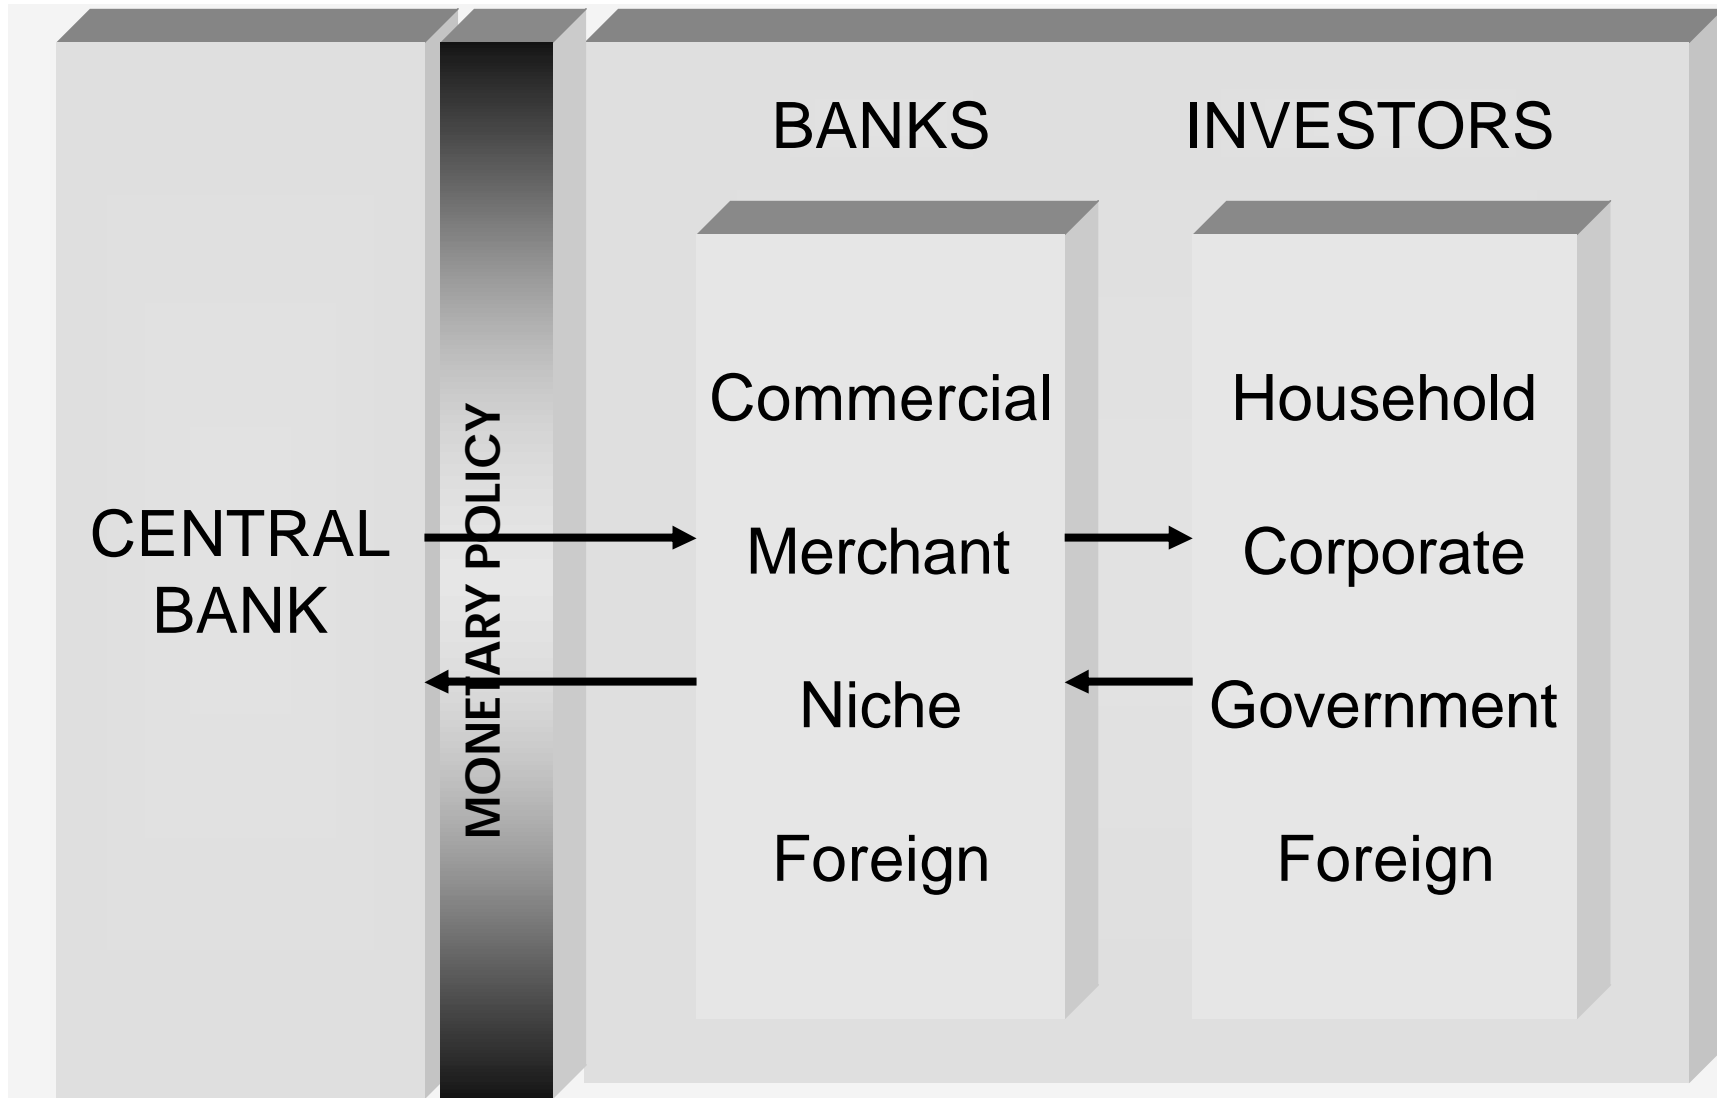 CENTRAL
BANK
MONETARY POLICY
BANKS
Commercial
Merchant
Niche
Foreign
INVESTORS
Household
Corporate
Government
Foreign